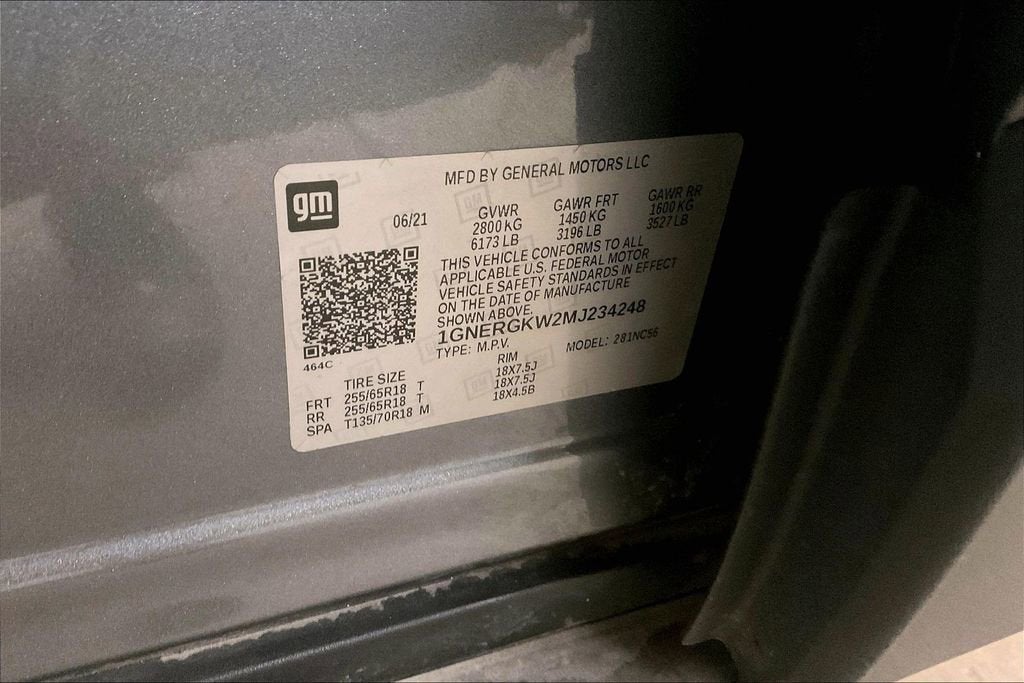 gm
MFD BY GENERAL MOTORS LLC
06/21
GVWR GAWR FRT GAWR RR
2800 KG 1450 KG 1600 KG
6173 LB 3196 LB 3527 LB
THIS VEHICLE CONFORMS TO ALL
APPLICABLE U.S. FEDERAL MOTOR
VEHICLE SAFETY STANDARDS IN EFFECT
ON THE DATE OF MANUFACTURE
SHOWN ABOVE.
1GNERGKW2MJ234248
TYPE: M.P.V. MODEL: 281NC56
464C
TIRE SIZE RIM
FRT 255/65R18 T 18X7.5J
RR 255/65R18 T 18X7.5J
SPA T135/70R18 M 18X4.5B